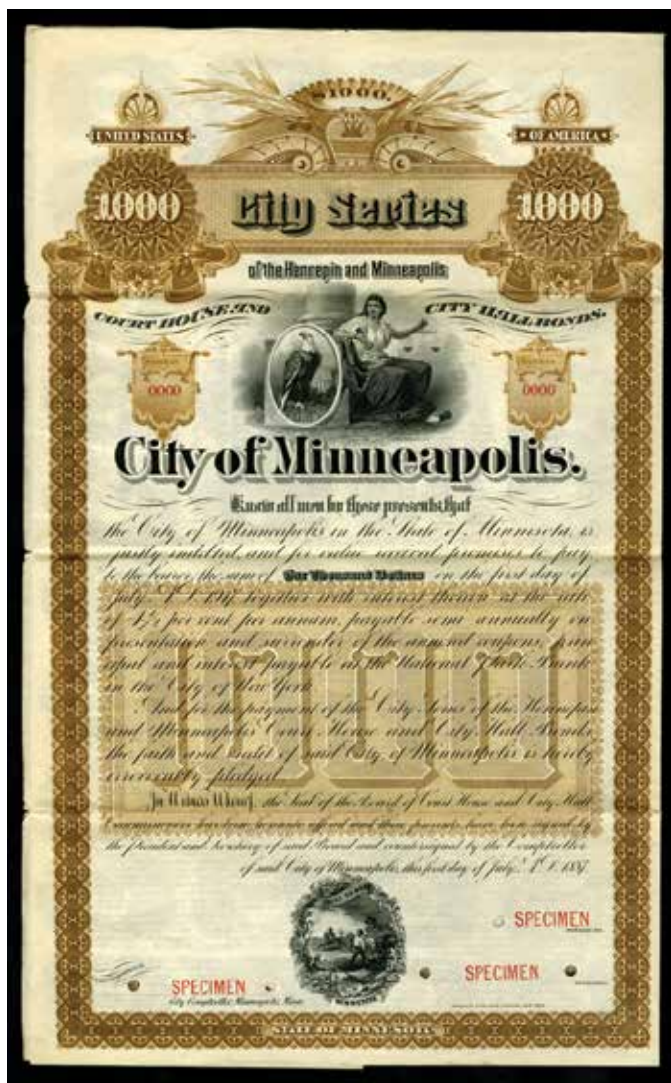 $1000.
UNITED STATES
OF AMERICA
1000
City Series
1000
of the Hennepin and Minneapolis
COURT HOUSE AND
CITY HALL BONDS.
0000
0000
City of Minneapolis.
Know all men by these presents, that
the City of Minneapolis in the State of Minnesota, is
justly indebted, and for value received promises to pay
to the bearer, the sum of One Thousand Dollars on the first day of
July A.D. together with interest thereon at the rate
of 4½ per cent per annum, payable semi annually on
presentation and surrender of the annexed coupons, prin
cipal and interest payable at the National Bank
in the City of New York
And for the payment of the City Series of the Hennepin
and Minneapolis Court House and City Hall Bonds,
the faith and credit of said City of Minneapolis is hereby
irrevocably pledged
In Witness Whereof, the Seal of the Board of Court House and City Hall
Commissioners have been hereunto affixed and these presents have been signed by
the President and Secretary of said Board and countersigned by the Comptroller
of said City of Minneapolis, this first day of July A.D. 1887.
SPECIMEN
SPECIMEN
SPECIMEN
City Comptroller, Minneapolis, Minn.
STATE OF MINNESOTA